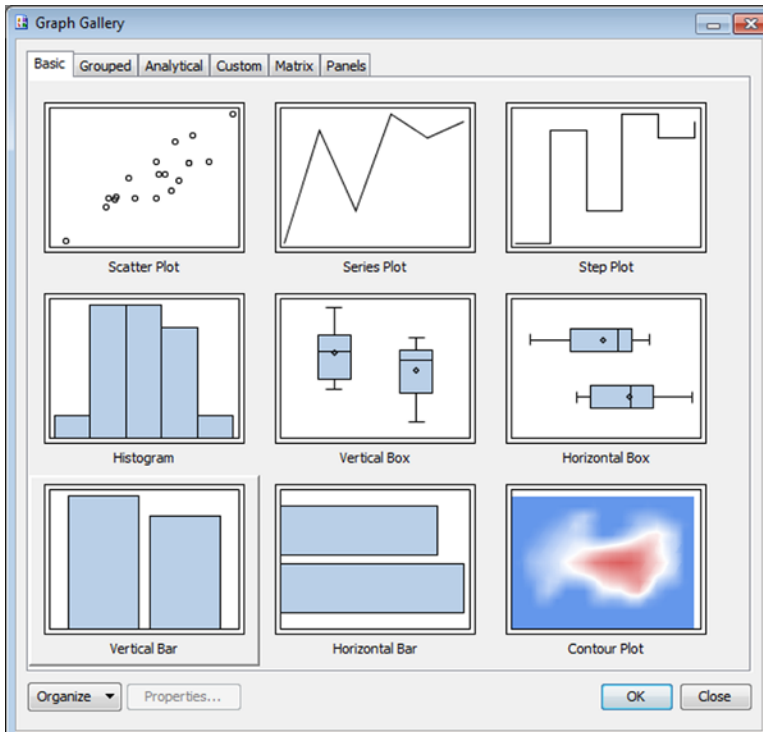 Graph Gallery
Basic Grouped Analytical Custom Matrix Panels
Scatter Plot Series Plot Step Plot
Histogram Vertical Box Horizontal Box
Vertical Bar Horizontal Bar Contour Plot
Organize Properties... OK Close